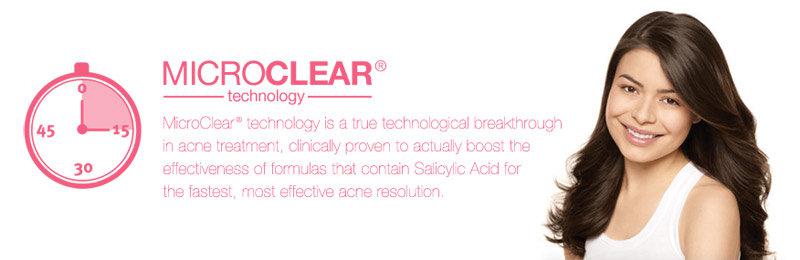 0
45
15
30
MICROCLEAR®
technology
MicroClear® technology is a true technological breakthrough
in acne treatment, clinically proven to actually boost the
effectiveness of formulas that contain Salicylic Acid for
the fastest, most effective acne resolution.